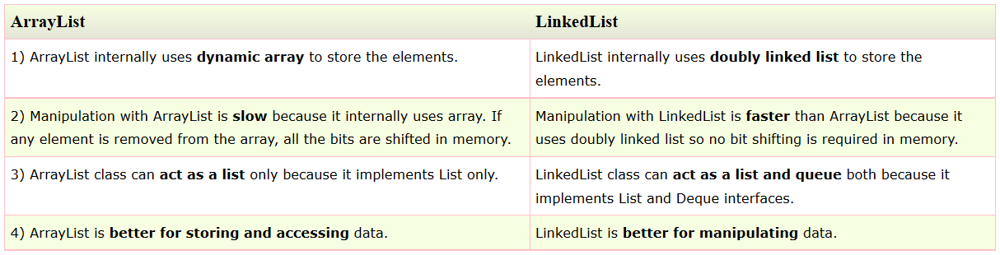 ArrayList LinkedList
1) ArrayList internally uses dynamic array to store the elements.
LinkedList internally uses doubly linked list to store the
elements.
2) Manipulation with ArrayList is slow because it internally uses array. If
any element is removed from the array, all the bits are shifted in memory.
Manipulation with LinkedList is faster than ArrayList because it
uses doubly linked list so no bit shifting is required in memory.
3) ArrayList class can act as a list only because it implements List only.
LinkedList class can act as a list and queue both because it
implements List and Deque interfaces.
4) ArrayList is better for storing and accessing data.
LinkedList is better for manipulating data.